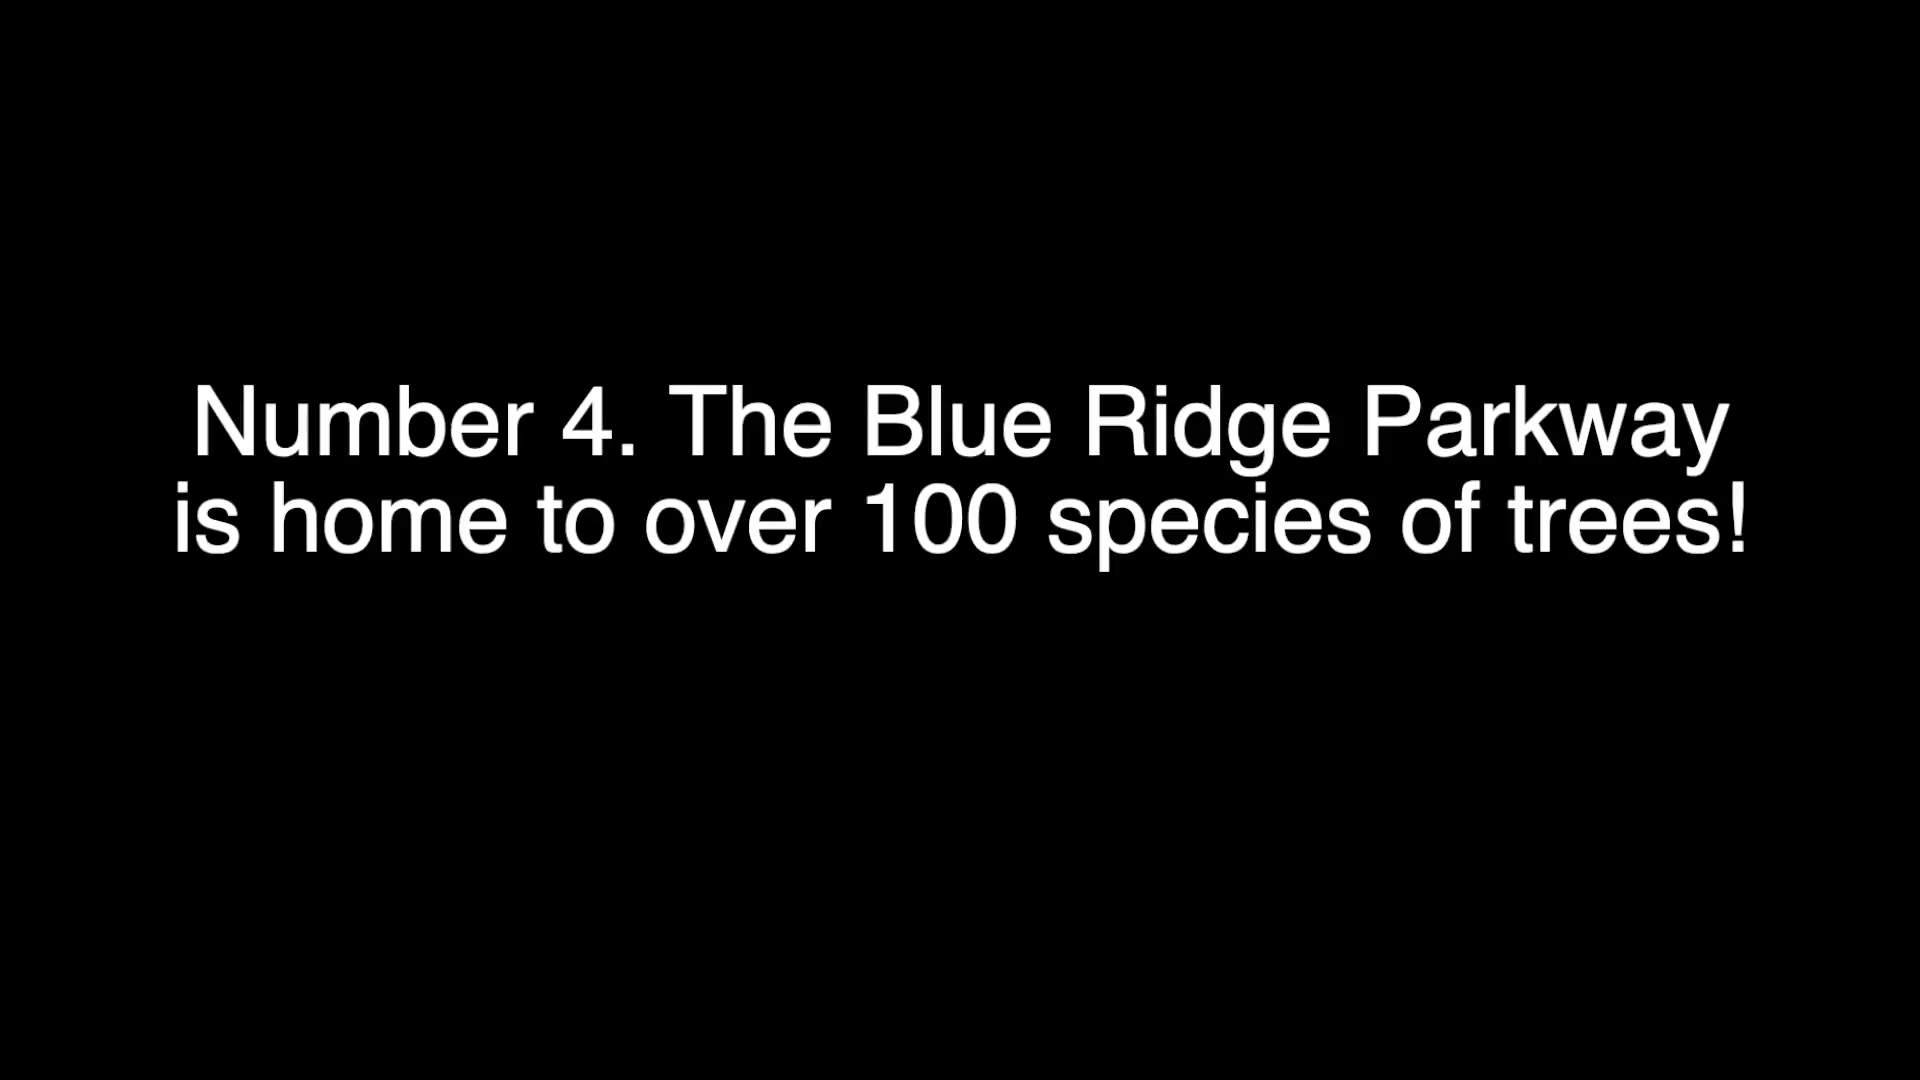 Number 4. The Blue Ridge Parkway
is home to over 100 species of trees!